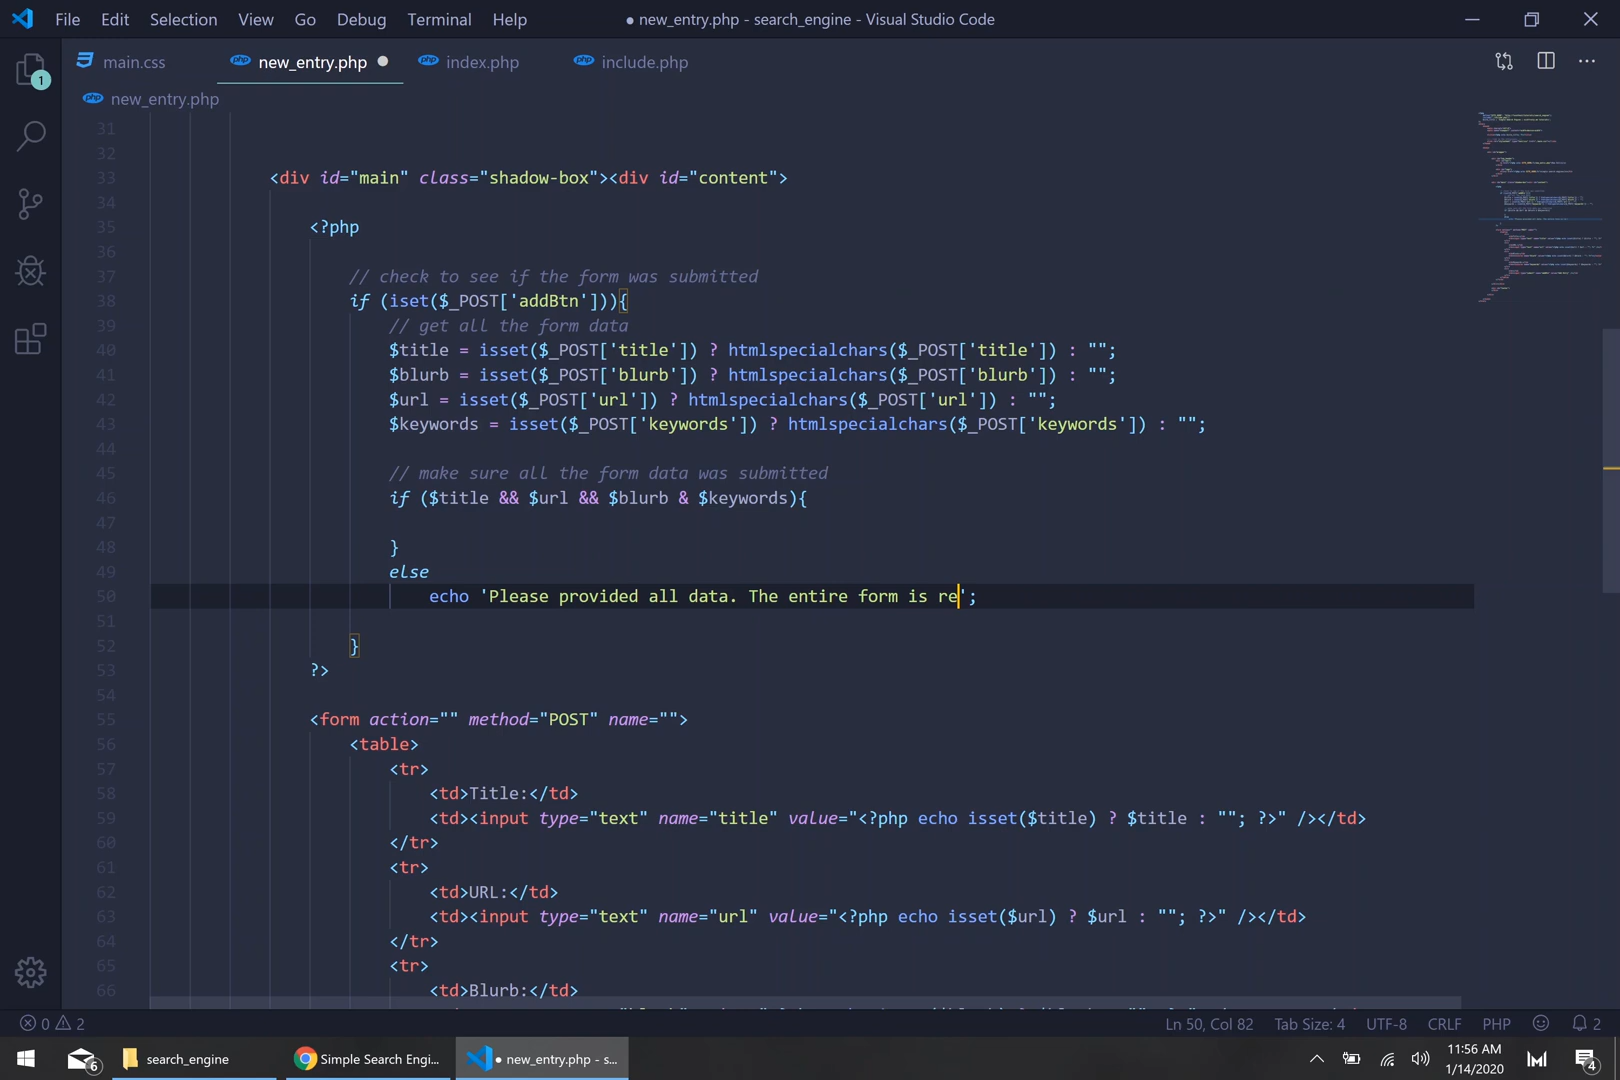 File Edit Selection View Go Debug Terminal Help
● new_entry.php - search_engine - Visual Studio Code
1
main.css
php new_entry.php ●
php index.php
php include.php
php new_entry.php
31
32
33 <div id="main" class="shadow-box"><div id="content">
34
35 <?php
36
37 // check to see if the form was submitted
38 if (iset($_POST['addBtn'])){
39 // get all the form data
40 $title = isset($_POST['title']) ? htmlspecialchars($_POST['title']) : "";
41 $blurb = isset($_POST['blurb']) ? htmlspecialchars($_POST['blurb']) : "";
42 $url = isset($_POST['url']) ? htmlspecialchars($_POST['url']) : "";
43 $keywords = isset($_POST['keywords']) ? htmlspecialchars($_POST['keywords']) : "";
44
45 // make sure all the form data was submitted
46 if ($title && $url && $blurb & $keywords){
47
48 }
49 else
50 echo 'Please provided all data. The entire form is re';
51
52 }
53 ?>
54
55 <form action="" method="POST" name="">
56 <table>
57 <tr>
58 <td>Title:</td>
59 <td><input type="text" name="title" value="<?php echo isset($title) ? $title : ""; ?>" /></td>
60 </tr>
61 <tr>
62 <td>URL:</td>
63 <td><input type="text" name="url" value="<?php echo isset($url) ? $url : ""; ?>" /></td>
64 </tr>
65 <tr>
66 <td>Blurb:</td>
0 2
Ln 50, Col 82 Tab Size: 4 UTF-8 CRLF PHP 2
6 search_engine
Simple Search Engi...
● new_entry.php - s...
11:56 AM
1/14/2020
4